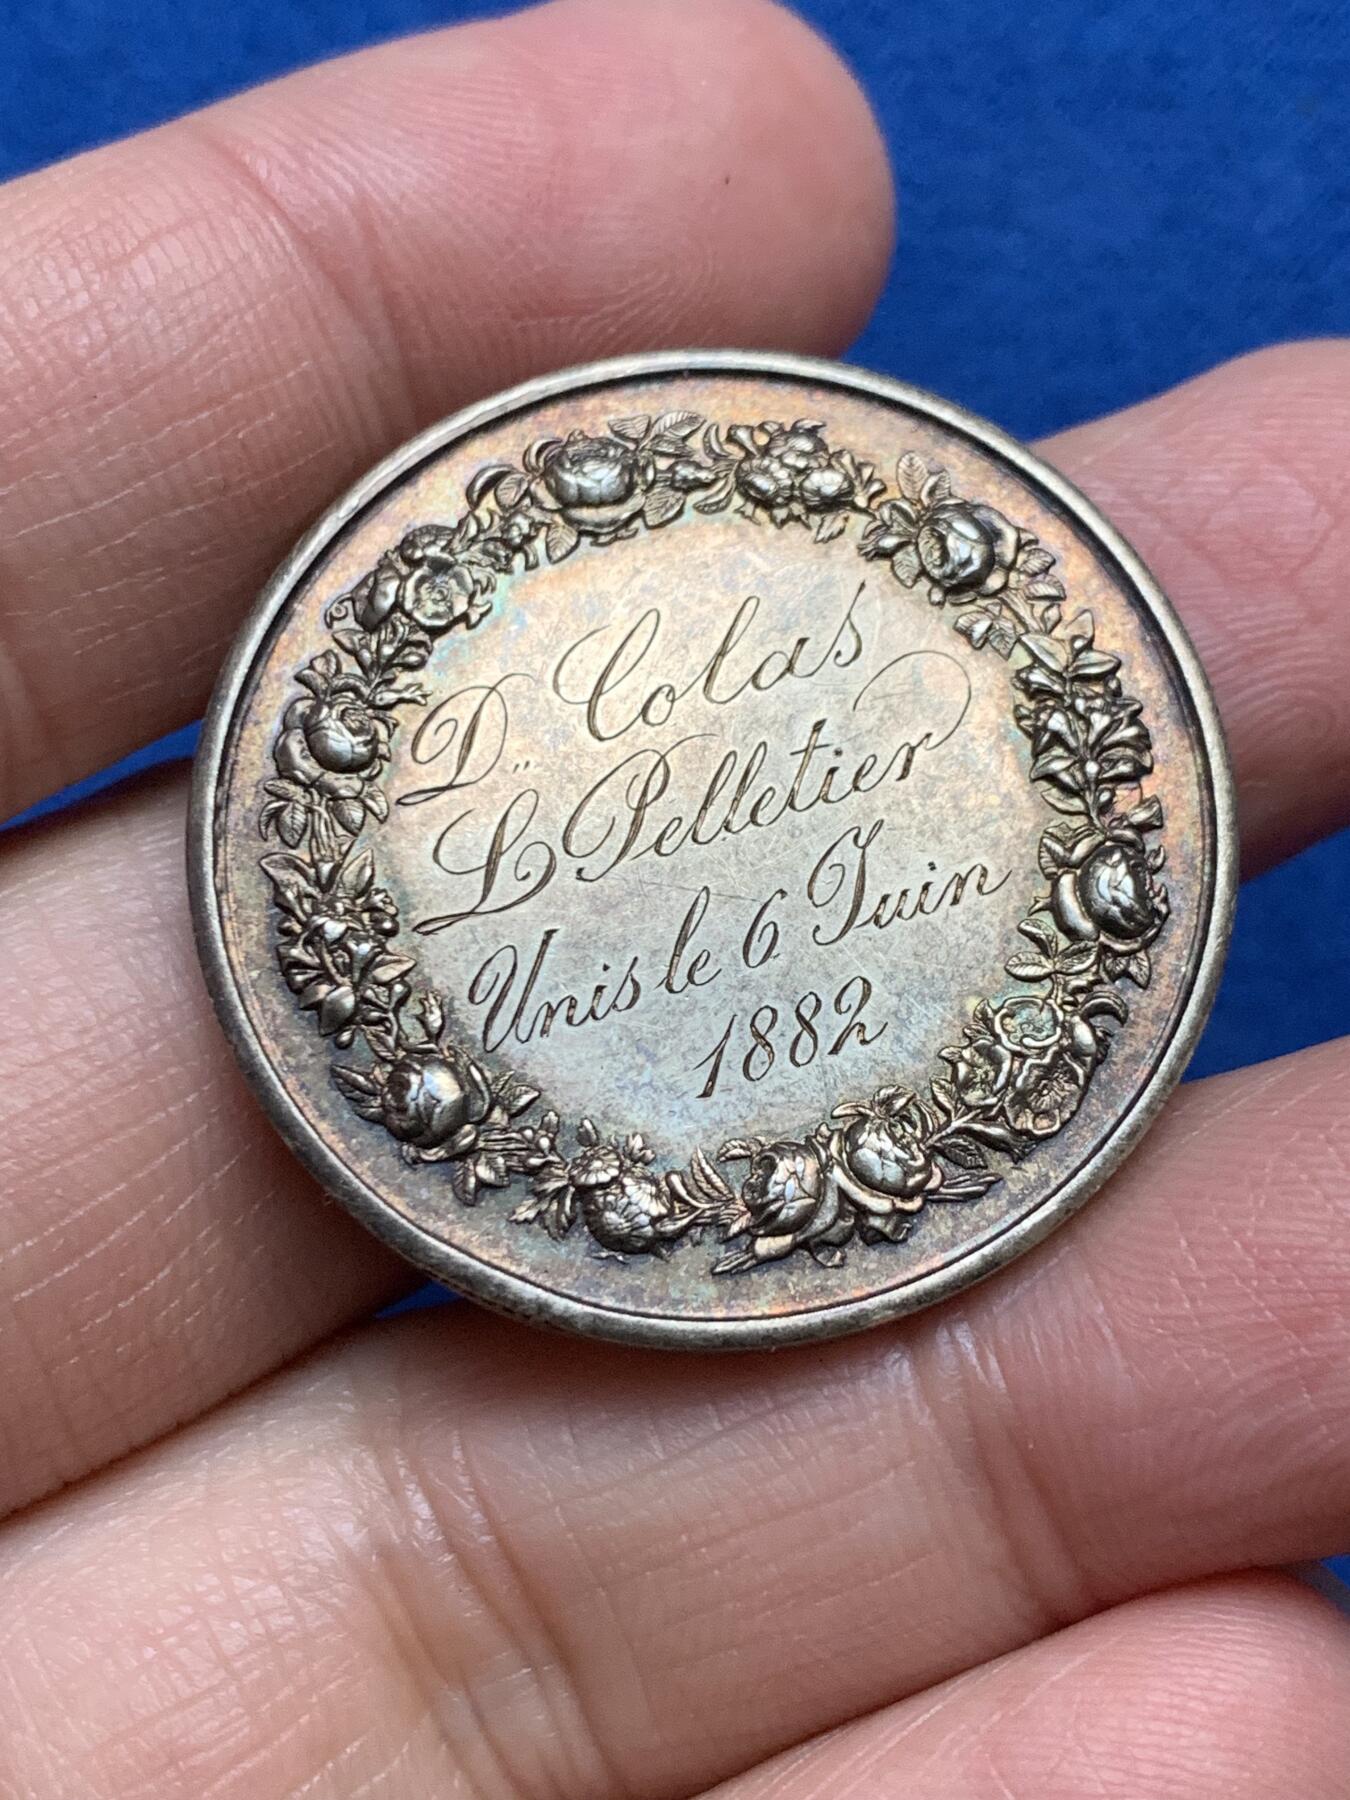 D.. Colas
L Pelletier
Unis le 6 Juin
1882